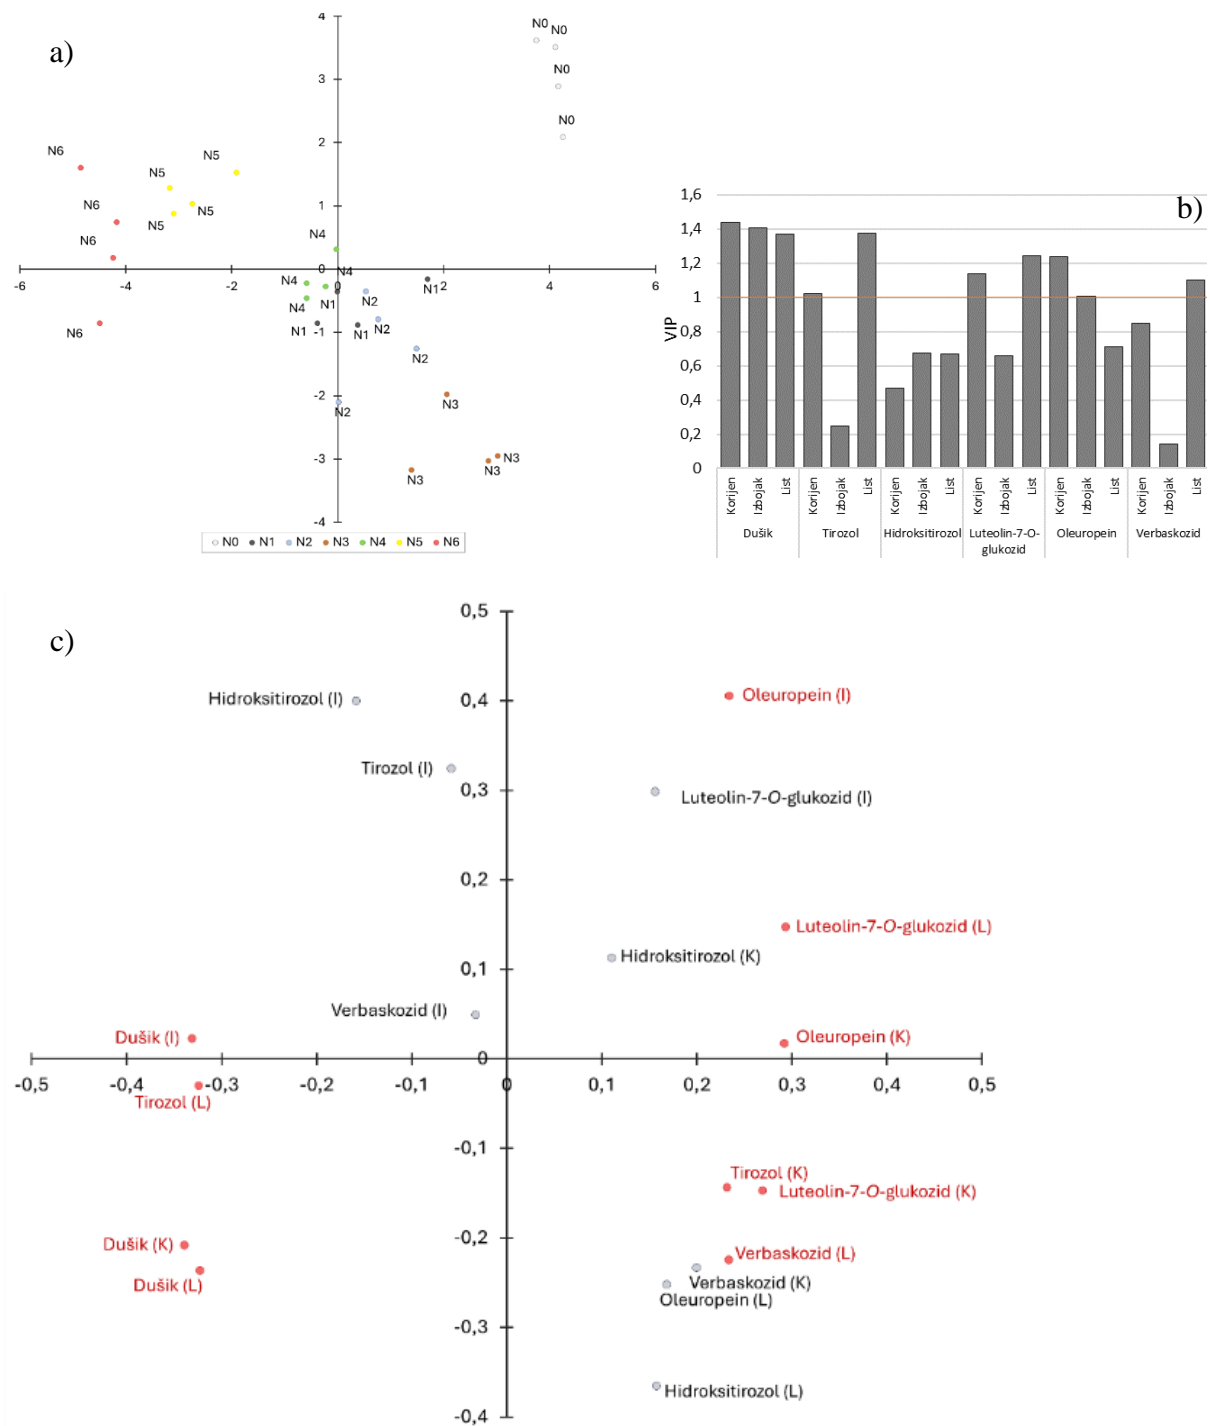 a)
4
N0
N0
N0
N0
3
2
N6
N5
N5
N5
N5
N6
N6
1
N4
0
-6
-4
-2
2
4
6
N4
N4
N4
N1
N1
N2
N1
N1
N2
N2
N2
N6
-1
-2
N3
N3
N3
N3
-3
-4
N0 N1 N2 N3 N4 N5 N6
b)
VIP
1,6
1,4
1,2
1
0,8
0,6
0,4
0,2
0
Korijen Izbojak List Korijen Izbojak List Korijen Izbojak List Korijen Izbojak List Korijen Izbojak List Korijen Izbojak List
Dušik Tirozol Hidroksitirozol Luteolin-7-O-glukozid Oleuropein Verbaskozid
c)
0,5
Hidroksitirozol (I)
0,4
Oleuropein (I)
Tirozol (I)
0,3
Luteolin-7-O-glukozid (I)
0,2
Luteolin-7-O-glukozid (L)
Hidroksitirozol (K)
0,1
Verbaskozid (I)
Dušik (I)
Oleuropein (K)
0
-0,5 -0,4 -0,3 -0,2 -0,1 0 0,1 0,2 0,3 0,4 0,5
Tirozol (L)
-0,1
Tirozol (K)
Luteolin-7-O-glukozid (K)
-0,2
Dušik (K)
Verbaskozid (L)
Dušik (L)
Verbaskozid (K)
Oleuropein (L)
-0,3
Hidroksitirozol (L)
-0,4